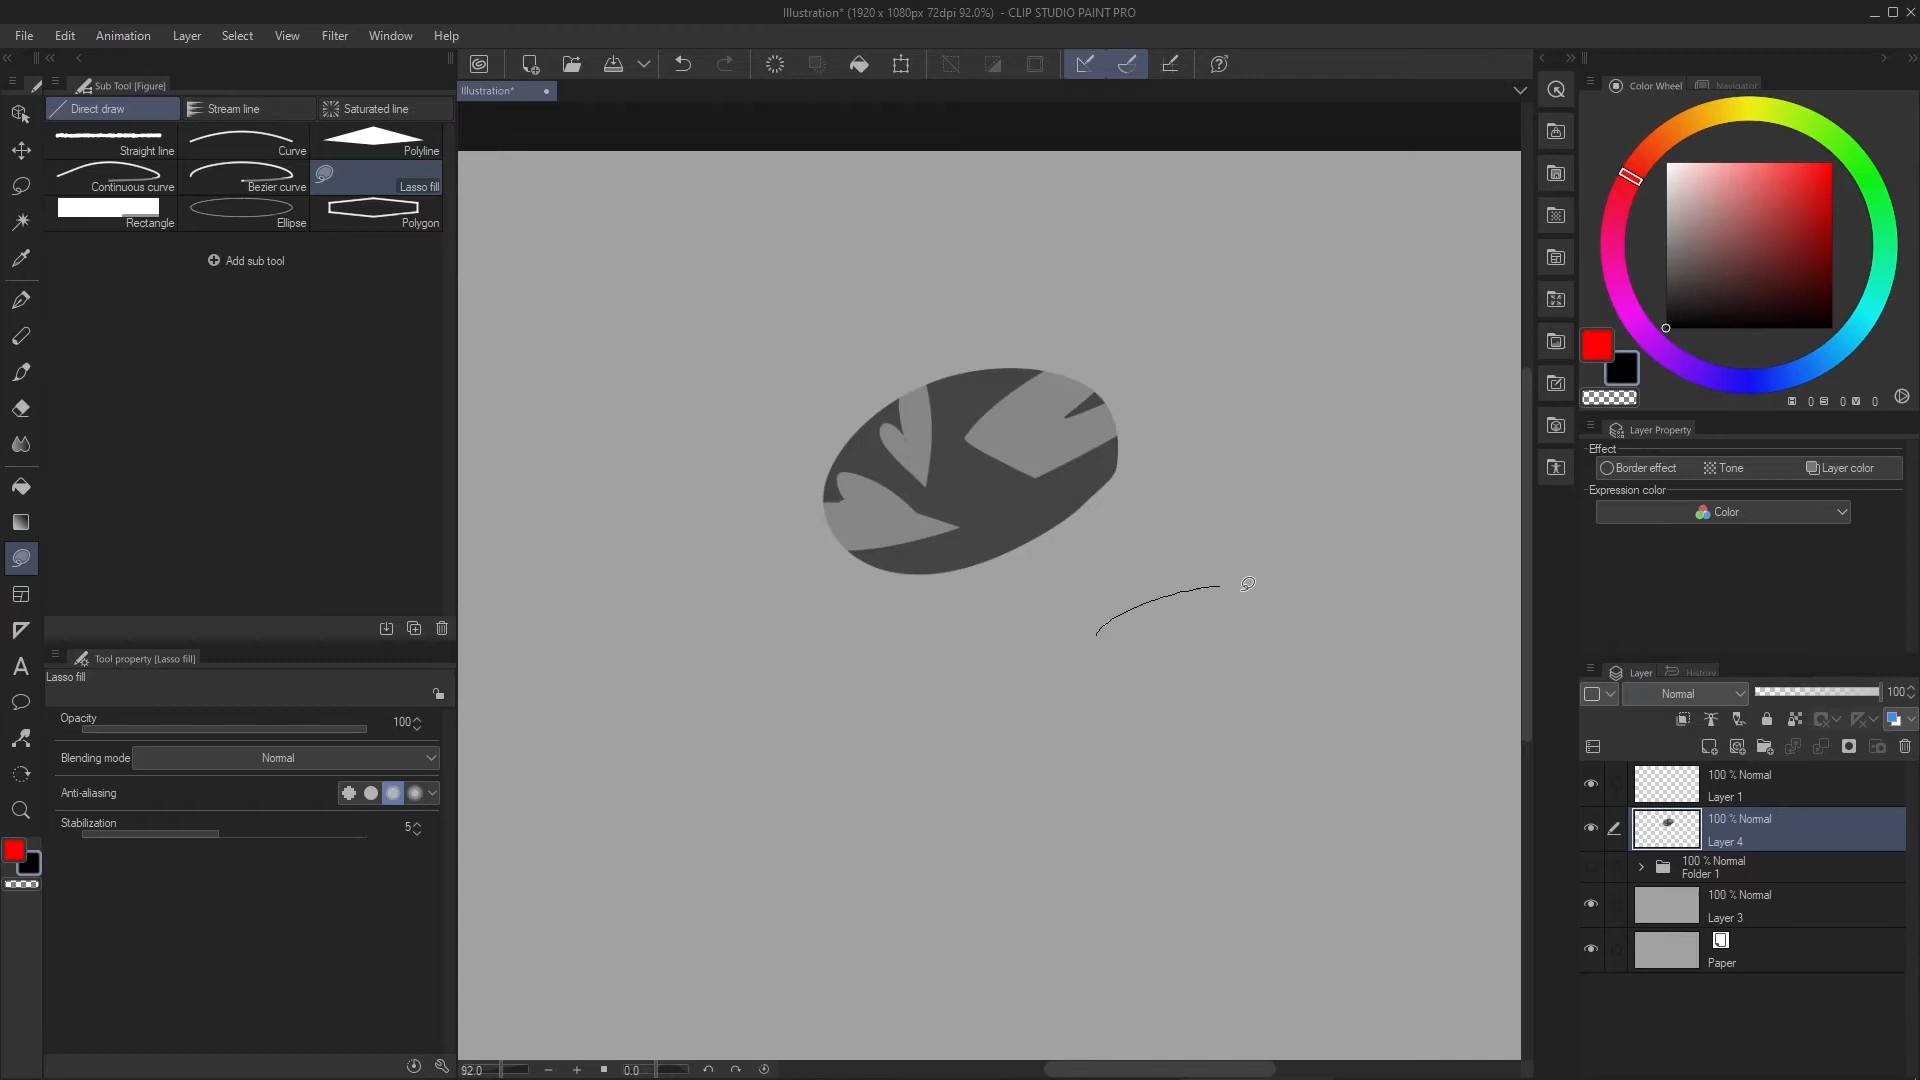 Illustration* (1920 x 1080px 72dpi 92.0%)  - CLIP STUDIO PAINT PRO
File Edit Animation Layer Select View Filter Window Help
Sub Tool [Figure]
Illustration*
Color Wheel Navigator
Direct draw Stream line Saturated line
Straight line Curve Polyline
Continuous curve Bezier curve Lasso fill
Rectangle Ellipse Polygon
Add sub tool
H 0 S 0 V 0
Layer Property
Effect
Border effect Tone Layer color
Expression color
Color
Tool property [Lasso fill]
Lasso fill
Opacity 100
Blending mode Normal
Anti-aliasing
Stabilization 5
Layer History
Normal 100
100 % Normal
Layer 1
100 % Normal
Layer 4
100 % Normal
Folder 1
100 % Normal
Layer 3
Paper
92.0 0.0